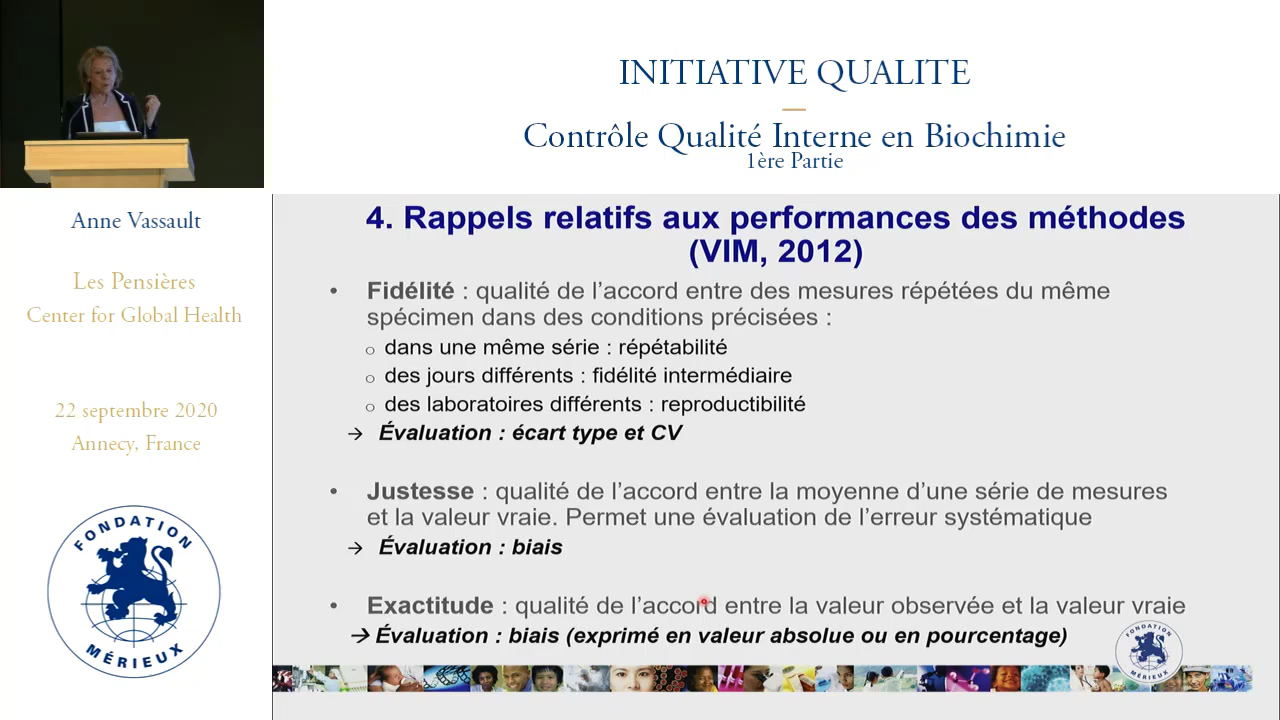 INITIATIVE QUALITE
Contrôle Qualité Interne en Biochimie
1ère Partie
Anne Vassault
Les Pensières
Center for Global Health
22 septembre 2020
Annecy, France
FONDATION
MÉRIEUX
4. Rappels relatifs aux performances des méthodes
(VIM, 2012)
• Fidélité : qualité de l’accord entre des mesures répétées du même
spécimen dans des conditions précisées :
o dans une même série : répétabilité
o des jours différents : fidélité intermédiaire
o des laboratoires différents : reproductibilité
→ Évaluation : écart type et CV
• Justesse : qualité de l’accord entre la moyenne d’une série de mesures
et la valeur vraie. Permet une évaluation de l’erreur systématique
→ Évaluation : biais
• Exactitude : qualité de l’accord entre la valeur observée et la valeur vraie
→ Évaluation : biais (exprimé en valeur absolue ou en pourcentage)
FONDATION
MÉRIEUX